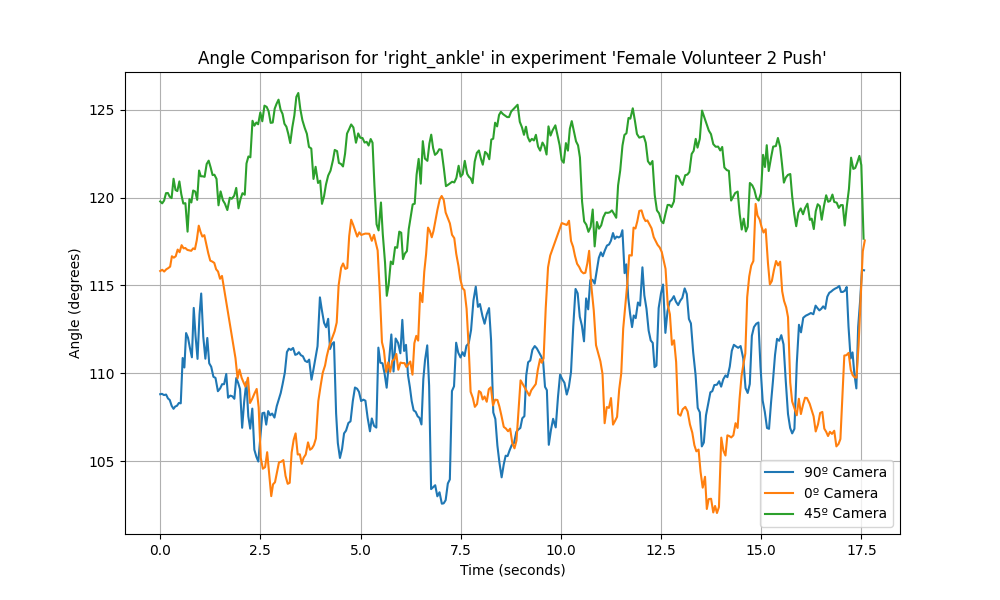 Angle Comparison for 'right_ankle' in experiment 'Female Volunteer 2 Push'
125
120
115
110
105
Angle (degrees)
0.0 2.5 5.0 7.5 10.0 12.5 15.0 17.5
Time (seconds)
90º Camera
0º Camera
45º Camera